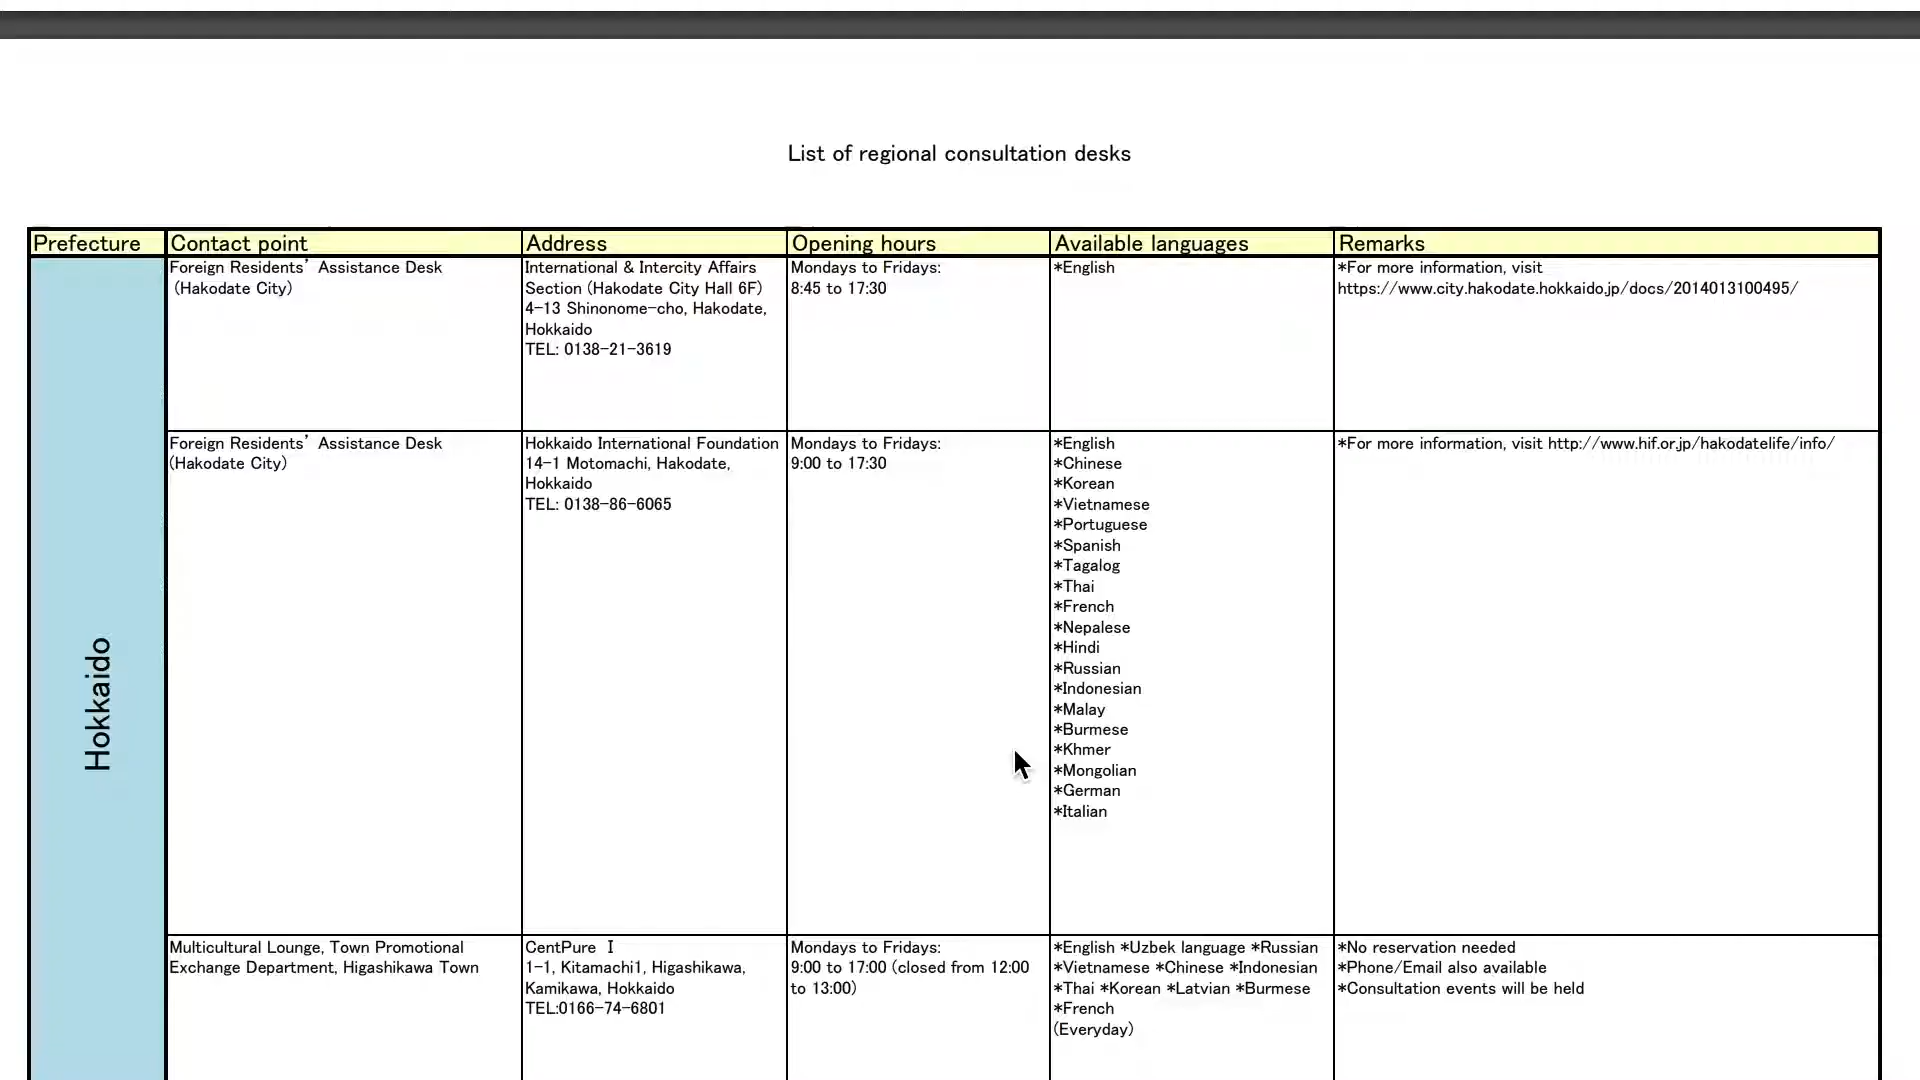 List of regional consultation desks
Prefecture
Contact point
Address
Opening hours
Available languages
Remarks
Hokkaido
Foreign Residents’ Assistance Desk
（Hakodate City）
International & Intercity Affairs
Section (Hakodate City Hall 6F)
4-13 Shinonome-cho, Hakodate,
Hokkaido
TEL: 0138-21-3619
Mondays to Fridays:
8:45 to 17:30
*English
*For more information, visit
https://www.city.hakodate.hokkaido.jp/docs/2014013100495/
Foreign Residents’ Assistance Desk
(Hakodate City)
Hokkaido International Foundation
14-1 Motomachi, Hakodate,
Hokkaido
TEL: 0138-86-6065
Mondays to Fridays:
9:00 to 17:30
*English
*Chinese
*Korean
*Vietnamese
*Portuguese
*Spanish
*Tagalog
*Thai
*French
*Nepalese
*Hindi
*Russian
*Indonesian
*Malay
*Burmese
*Khmer
*Mongolian
*German
*Italian
*For more information, visit http://www.hif.or.jp/hakodatelife/info/
Multicultural Lounge, Town Promotional
Exchange Department, Higashikawa Town
CentPure Ⅰ
1-1, Kitamachi1, Higashikawa,
Kamikawa, Hokkaido
TEL:0166-74-6801
Mondays to Fridays:
9:00 to 17:00 (closed from 12:00
to 13:00)
*English *Uzbek language *Russian
*Vietnamese *Chinese *Indonesian
*Thai *Korean *Latvian *Burmese
*French
(Everyday)
*No reservation needed
*Phone/Email also available
*Consultation events will be held